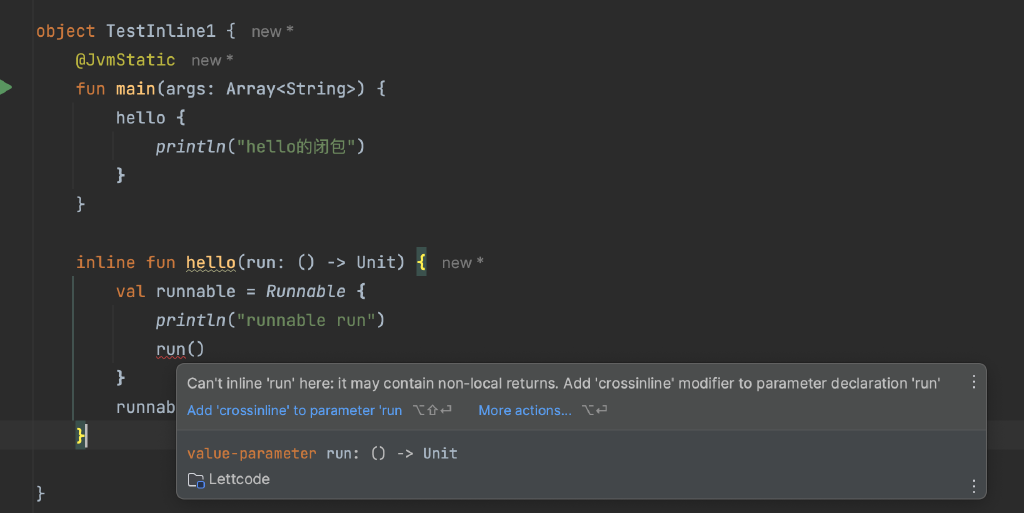 object TestInline1 { new *
@JvmStatic new *
fun main(args: Array<String>) {
hello {
println("hello的闭包")
}
}
inline fun hello(run: () -> Unit) { new *
val runnable = Runnable {
println("runnable run")
run()
}
Can't inline 'run' here: it may contain non-local returns. Add 'crossinline' modifier to parameter declaration 'run'
runnab
Add 'crossinline' to parameter 'run ⌥⇧⏎ More actions... ⌥⏎
}
value-parameter run: () -> Unit
Lettcode
}